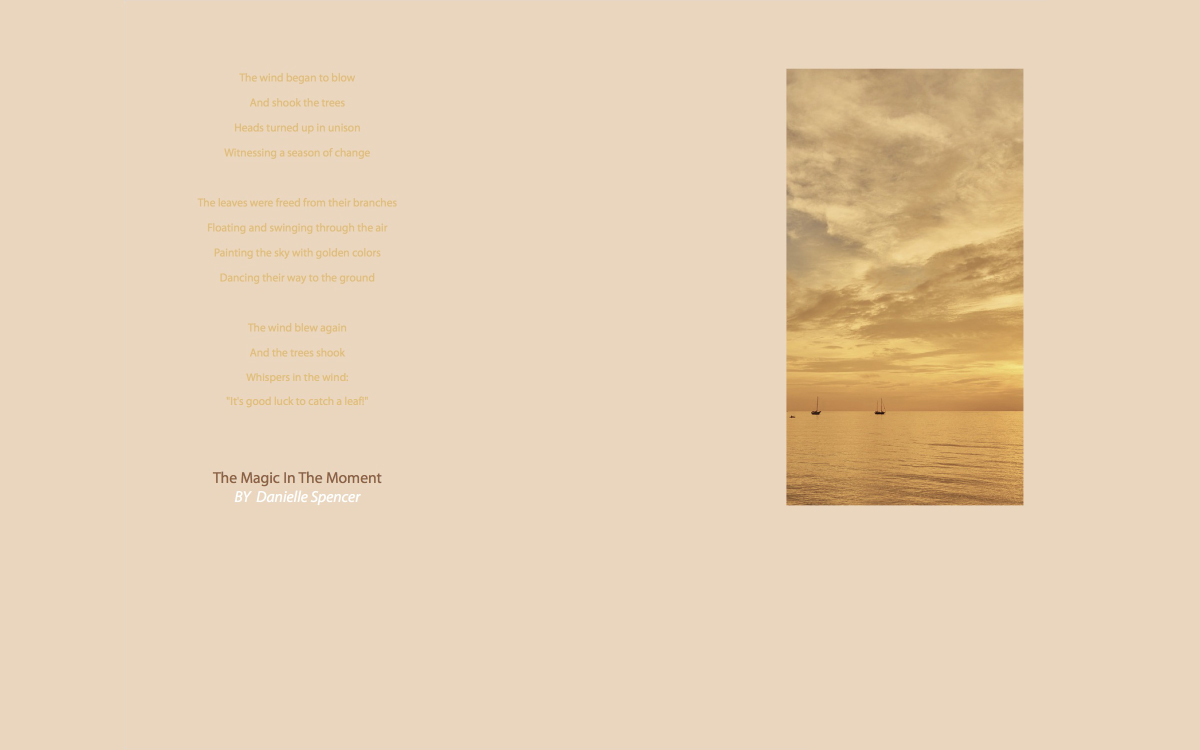 The wind began to blow
And shook the trees
Heads turned up in unison
Witnessing a season of change
The leaves were freed from their branches
Floating and swinging through the air
Painting the sky with golden colors
Dancing their way to the ground
The wind blew again
And the trees shook
Whispers in the wind:
"It's good luck to catch a leaf!"
The Magic In The Moment
BY Danielle Spencer